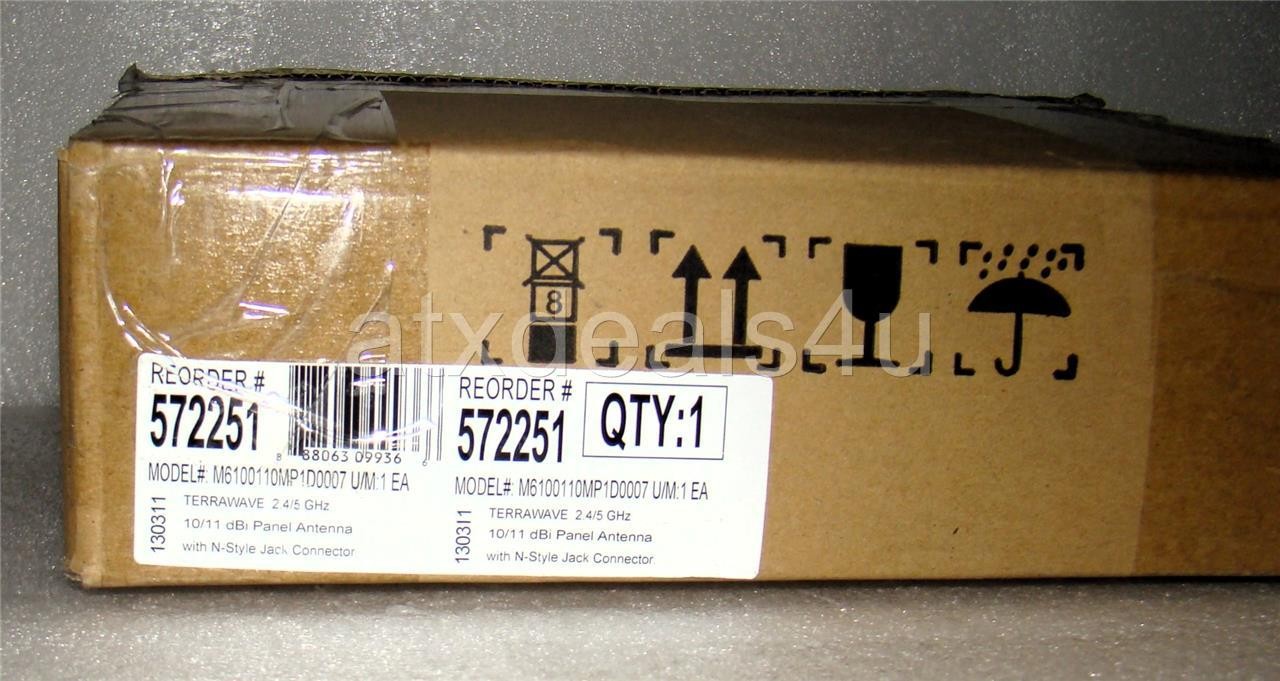 8
atxdeals4u
REORDER #
572251
8 88063 09936 6
MODEL#: M6100110MP1D0007 U/M:1 EA
130311
TERRAWAVE 2.4/5 GHz
10/11 dBi Panel Antenna
with N-Style Jack Connector
REORDER #
572251
QTY:1
MODEL#: M6100110MP1D0007 U/M:1 EA
130311
TERRAWAVE 2.4/5 GHz
10/11 dBi Panel Antenna
with N-Style Jack Connector